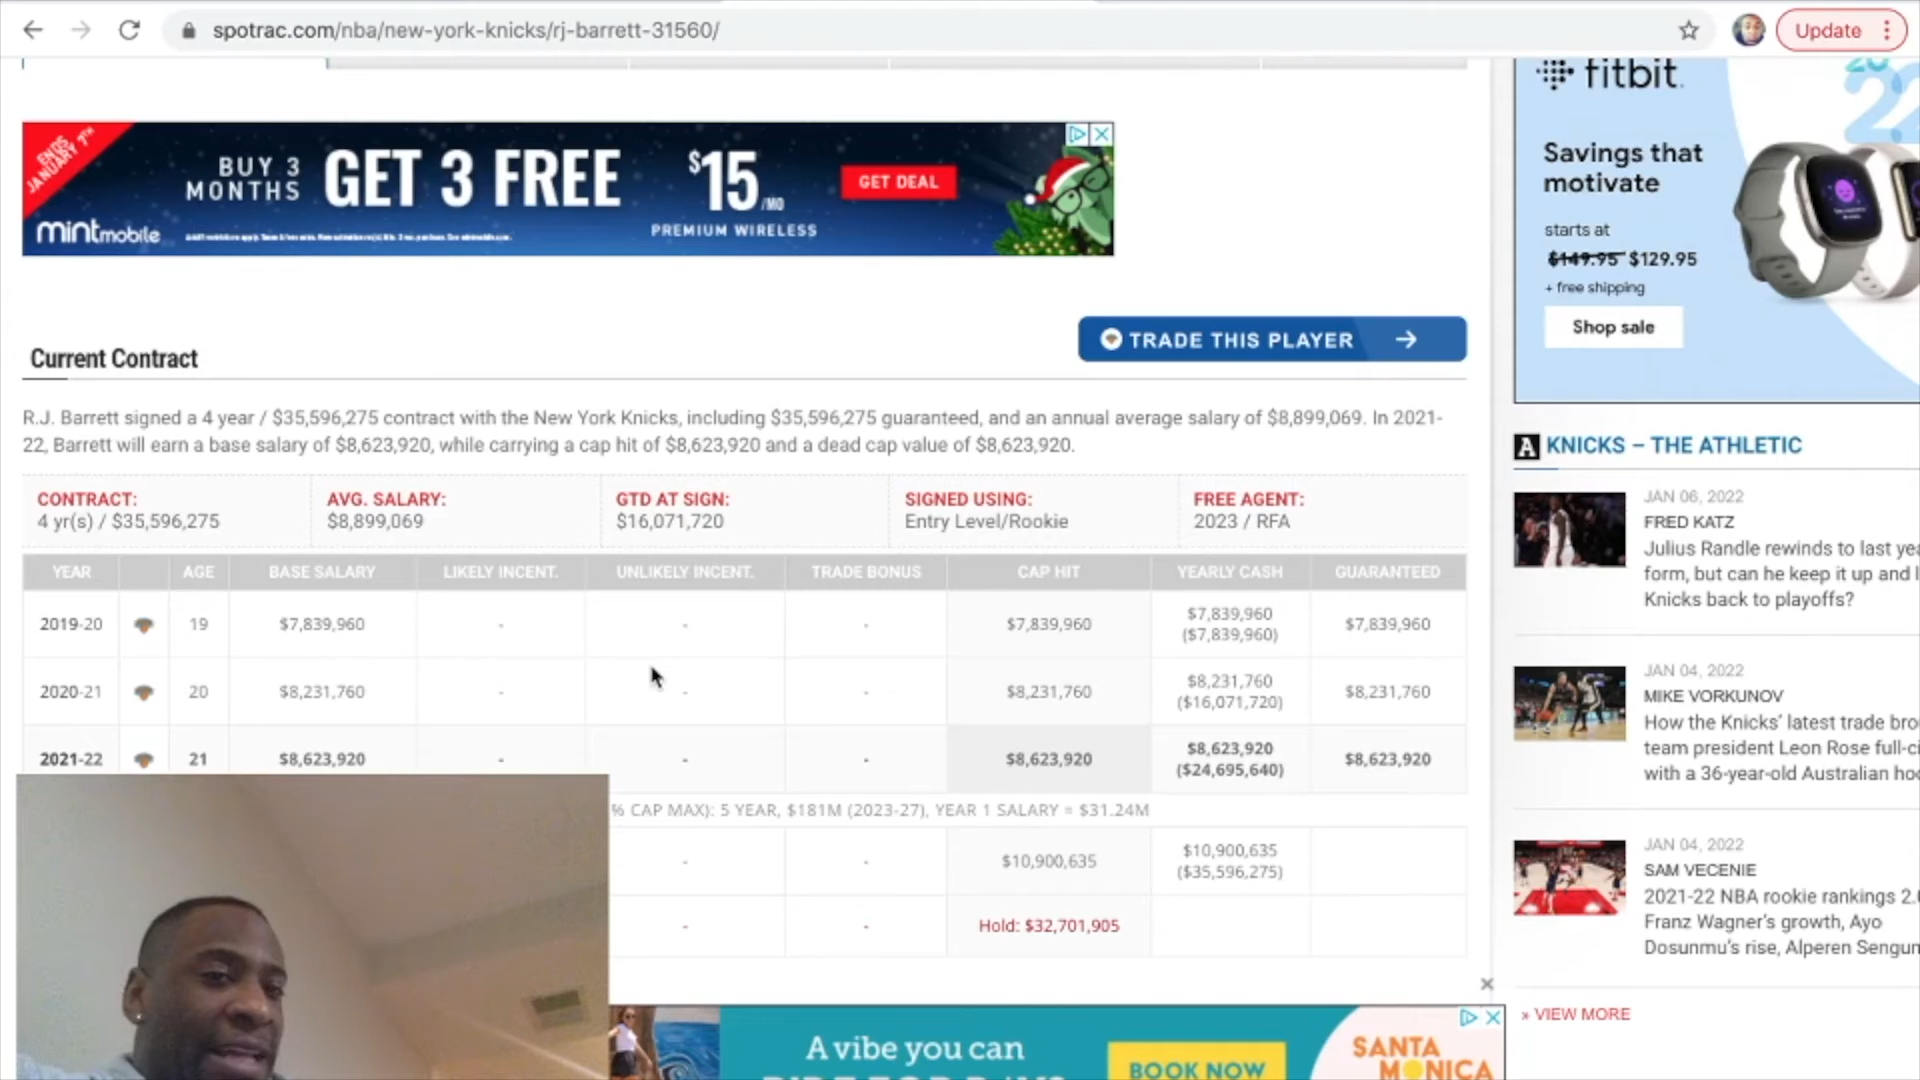 spotrac.com/nba/new-york-knicks/rj-barrett-31560/
Update
ENDS
JANUARY 7TH
BUY 3
MONTHS
GET 3 FREE
$15/MO
PREMIUM WIRELESS
GET DEAL
mintmobile
fitbit
22
Savings that
motivate
starts at
$149.95 $129.95
+ free shipping
Shop sale
TRADE THIS PLAYER
Current Contract
R.J. Barrett signed a 4 year / $35,596,275 contract with the New York Knicks, including $35,596,275 guaranteed, and an annual average salary of $8,899,069. In 2021-
22, Barrett will earn a base salary of $8,623,920, while carrying a cap hit of $8,623,920 and a dead cap value of $8,623,920.
CONTRACT: AVG. SALARY: GTD AT SIGN: SIGNED USING: FREE AGENT:
4 yr(s) / $35,596,275 $8,899,069 $16,071,720 Entry Level/Rookie 2023 / RFA
YEAR AGE BASE SALARY LIKELY INCENT. UNLIKELY INCENT. TRADE BONUS CAP HIT YEARLY CASH GUARANTEED
2019-20 19 $7,839,960 - - - $7,839,960 $7,839,960 $7,839,960
($7,839,960)
2020-21 20 $8,231,760 - - - $8,231,760 $8,231,760 $8,231,760
($16,071,720)
2021-22 21 $8,623,920 - - - $8,623,920 $8,623,920 $8,623,920
($24,695,640)
% CAP MAX): 5 YEAR, $181M (2023-27), YEAR 1 SALARY = $31.24M
- - $10,900,635 $10,900,635
($35,596,275)
- - Hold: $32,701,905
A KNICKS – THE ATHLETIC
JAN 06, 2022
FRED KATZ
Julius Randle rewinds to last yea
form, but can he keep it up and l
Knicks back to playoffs?
JAN 04, 2022
MIKE VORKUNOV
How the Knicks' latest trade bro
team president Leon Rose full-ci
with a 36-year-old Australian ho
JAN 04, 2022
SAM VECENIE
2021-22 NBA rookie rankings 2.
Franz Wagner's growth, Ayo
Dosunmu's rise, Alperen Sengun
» VIEW MORE
A vibe you can
BOOK NOW
SANTA
MONICA